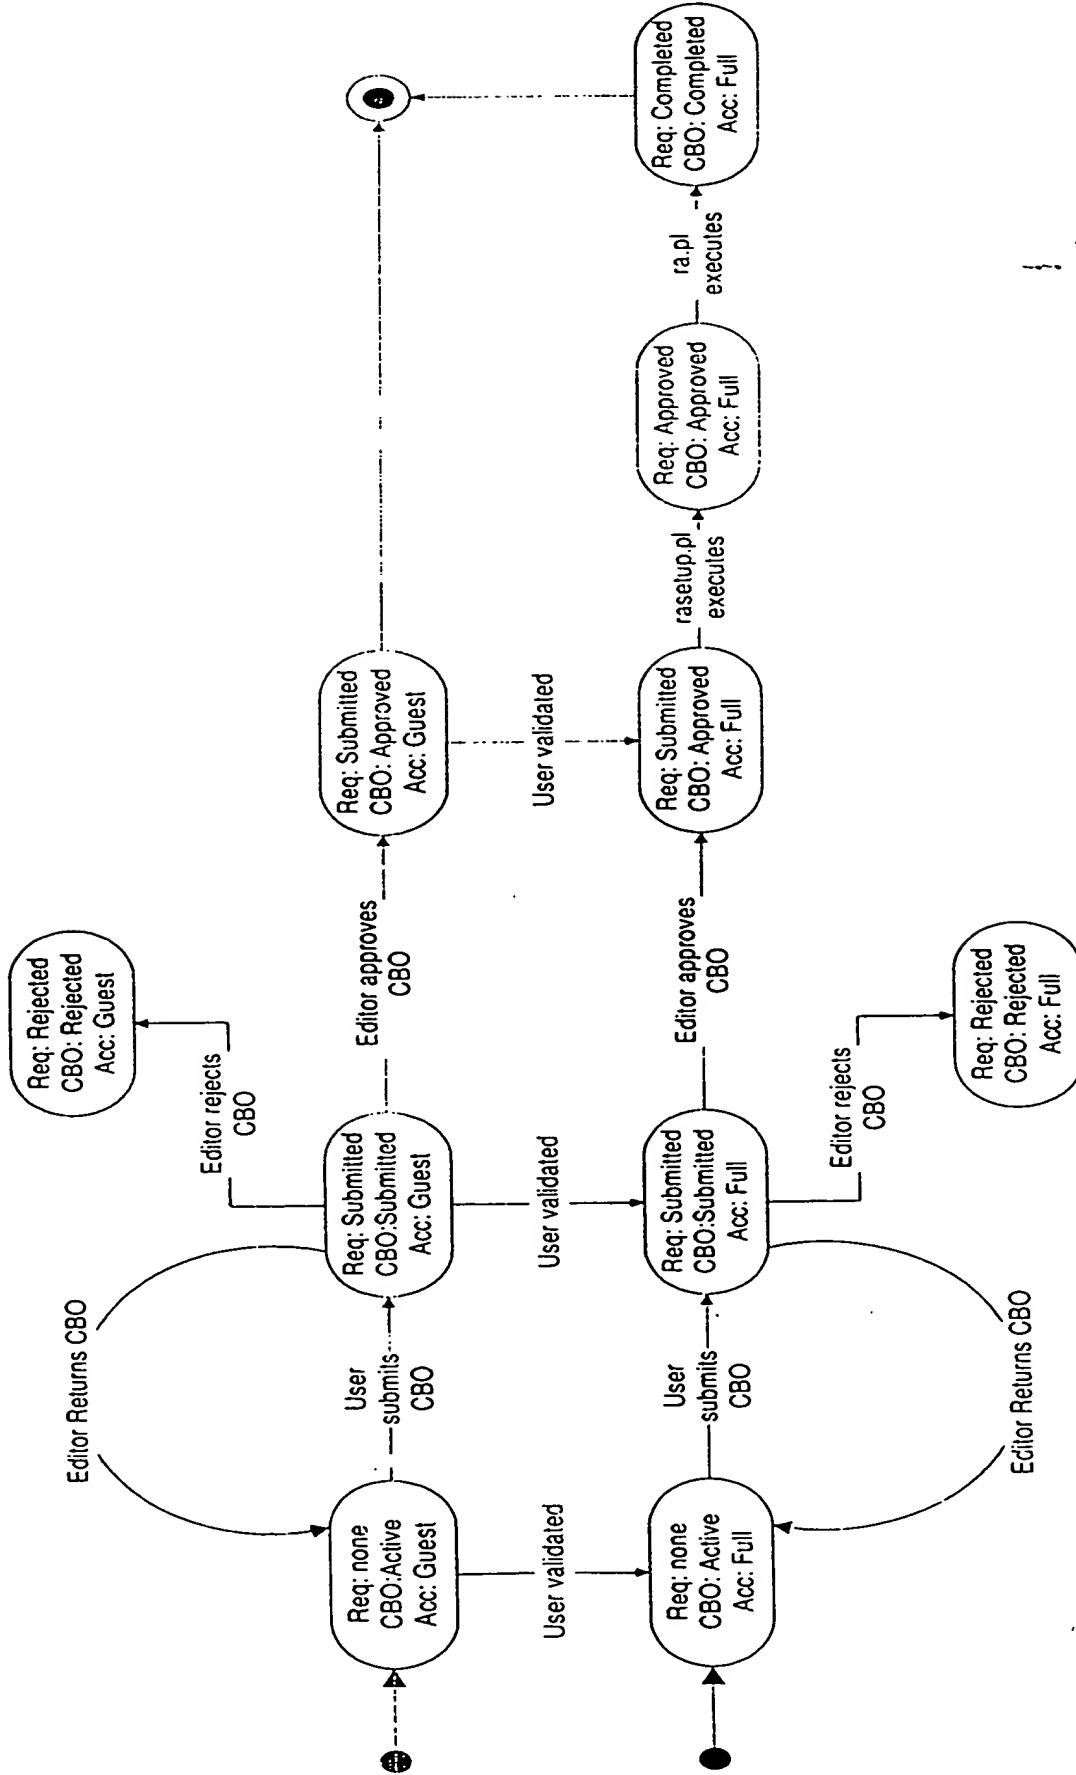 Req: Rejected
CBO: Rejected
Acc: Guest
Editor rejects
CBO
Editor Returns CBO
Req: none
CBO:Active
Acc: Guest
User
submits
CBO
Req: Submitted
CBO:Submitted
Acc: Guest
Editor approves
CBO
Req: Submitted
CBO: Approved
Acc: Guest
User validated
User validated
User validated
Req: none
CBO: Active
Acc: Full
User
submits
CBO
Req: Submitted
CBO:Submitted
Acc: Full
Editor approves
CBO
Req: Submitted
CBO: Approved
Acc: Full
rasetup.pl
executes
Req: Approved
CBO: Approved
Acc: Full
ra.pl
executes
Req: Completed
CBO: Completed
Acc: Full
Editor rejects
CBO
Editor Returns CBO
Req: Rejected
CBO: Rejected
Acc: Full